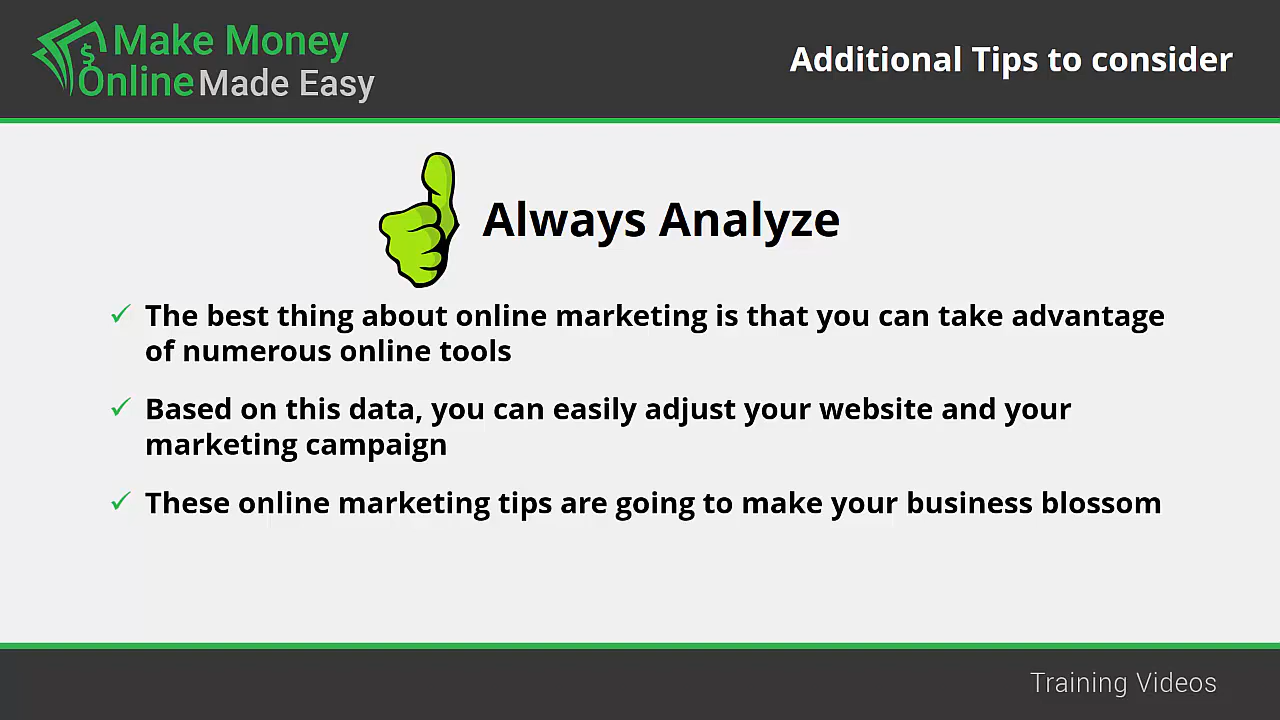 Make Money
Online Made Easy
Additional Tips to consider
Always Analyze
✓ The best thing about online marketing is that you can take advantage
of numerous online tools
✓ Based on this data, you can easily adjust your website and your
marketing campaign
✓ These online marketing tips are going to make your business blossom
Training Videos